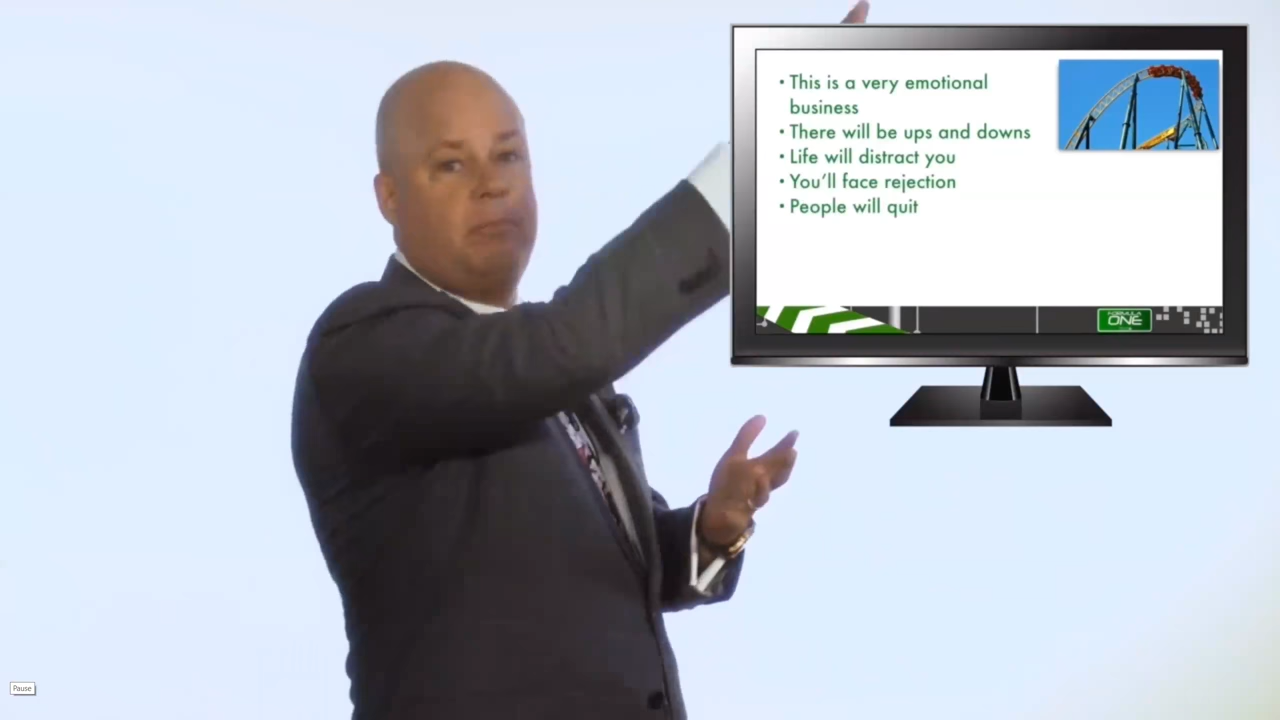 • This is a very emotional
business
• There will be ups and downs
• Life will distract you
• You'll face rejection
• People will quit
FORMULA
ONE
Pause